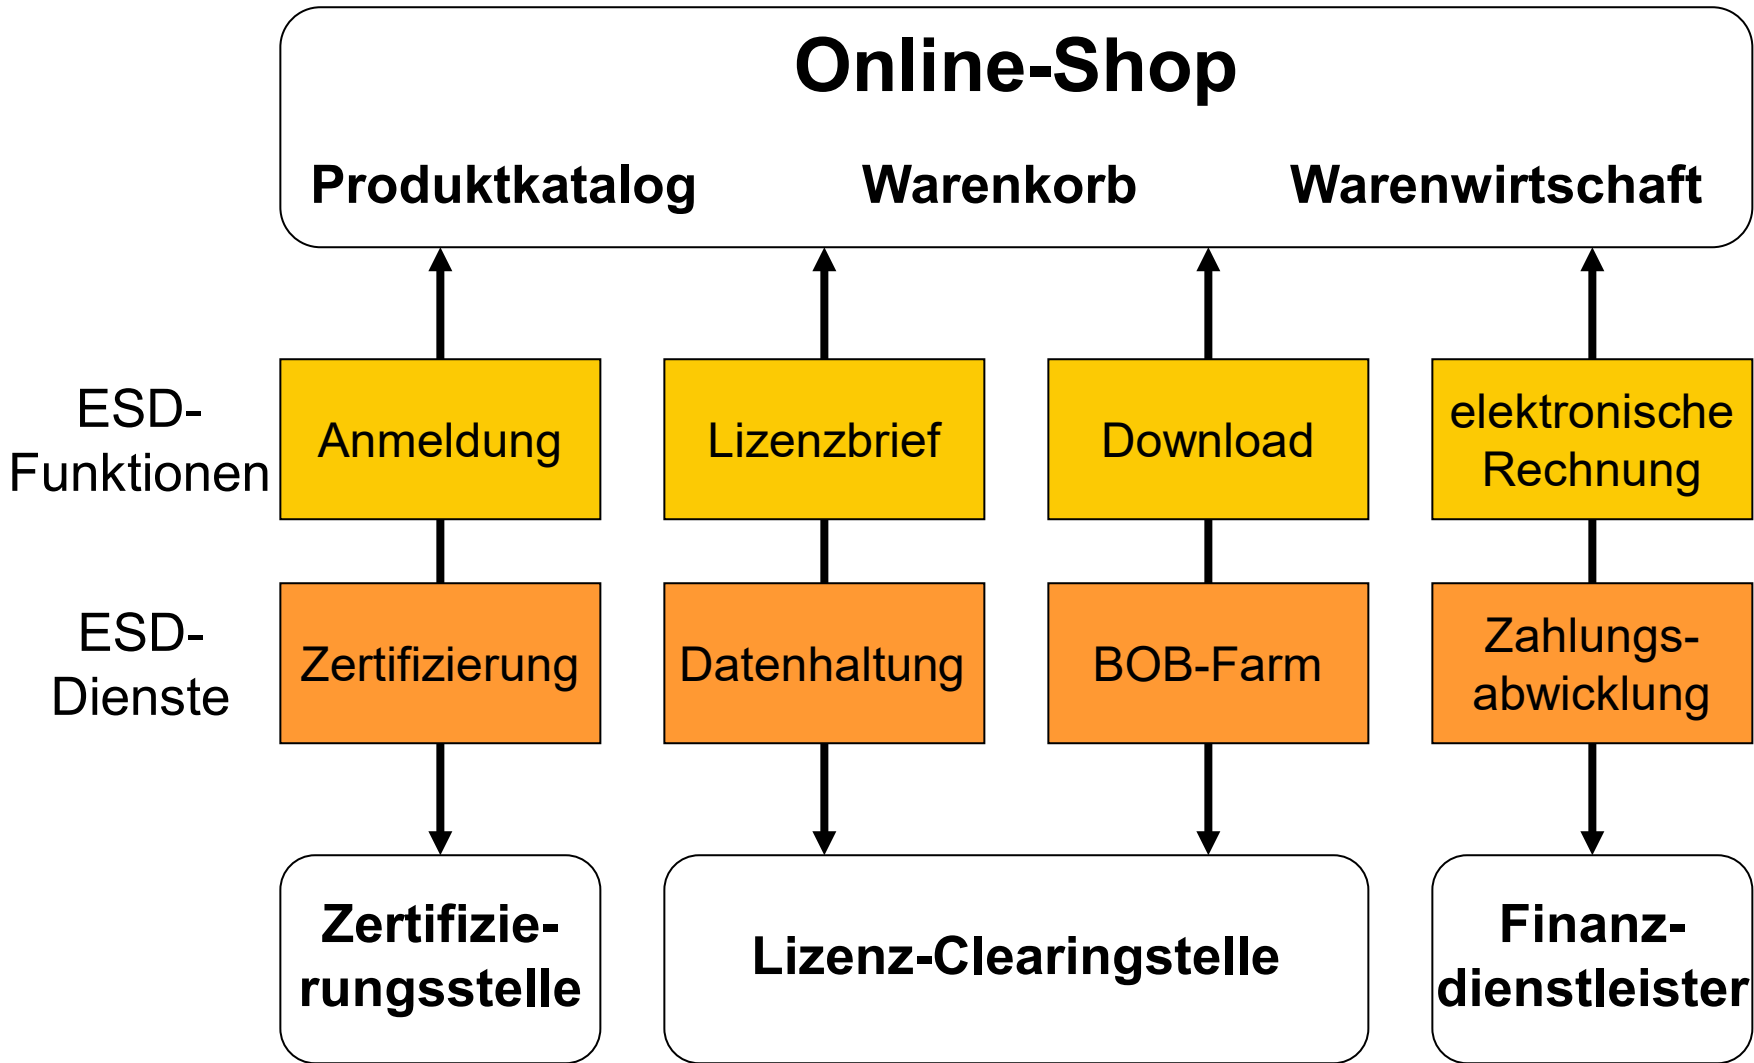 Online-Shop
Produktkatalog Warenkorb Warenwirtschaft
ESD-
Funktionen
Anmeldung
Lizenzbrief
Download
elektronische
Rechnung
ESD-
Dienste
Zertifizierung
Datenhaltung
BOB-Farm
Zahlungs-
abwicklung
Zertifizie-
rungsstelle
Lizenz-Clearingstelle
Finanz-
dienstleister